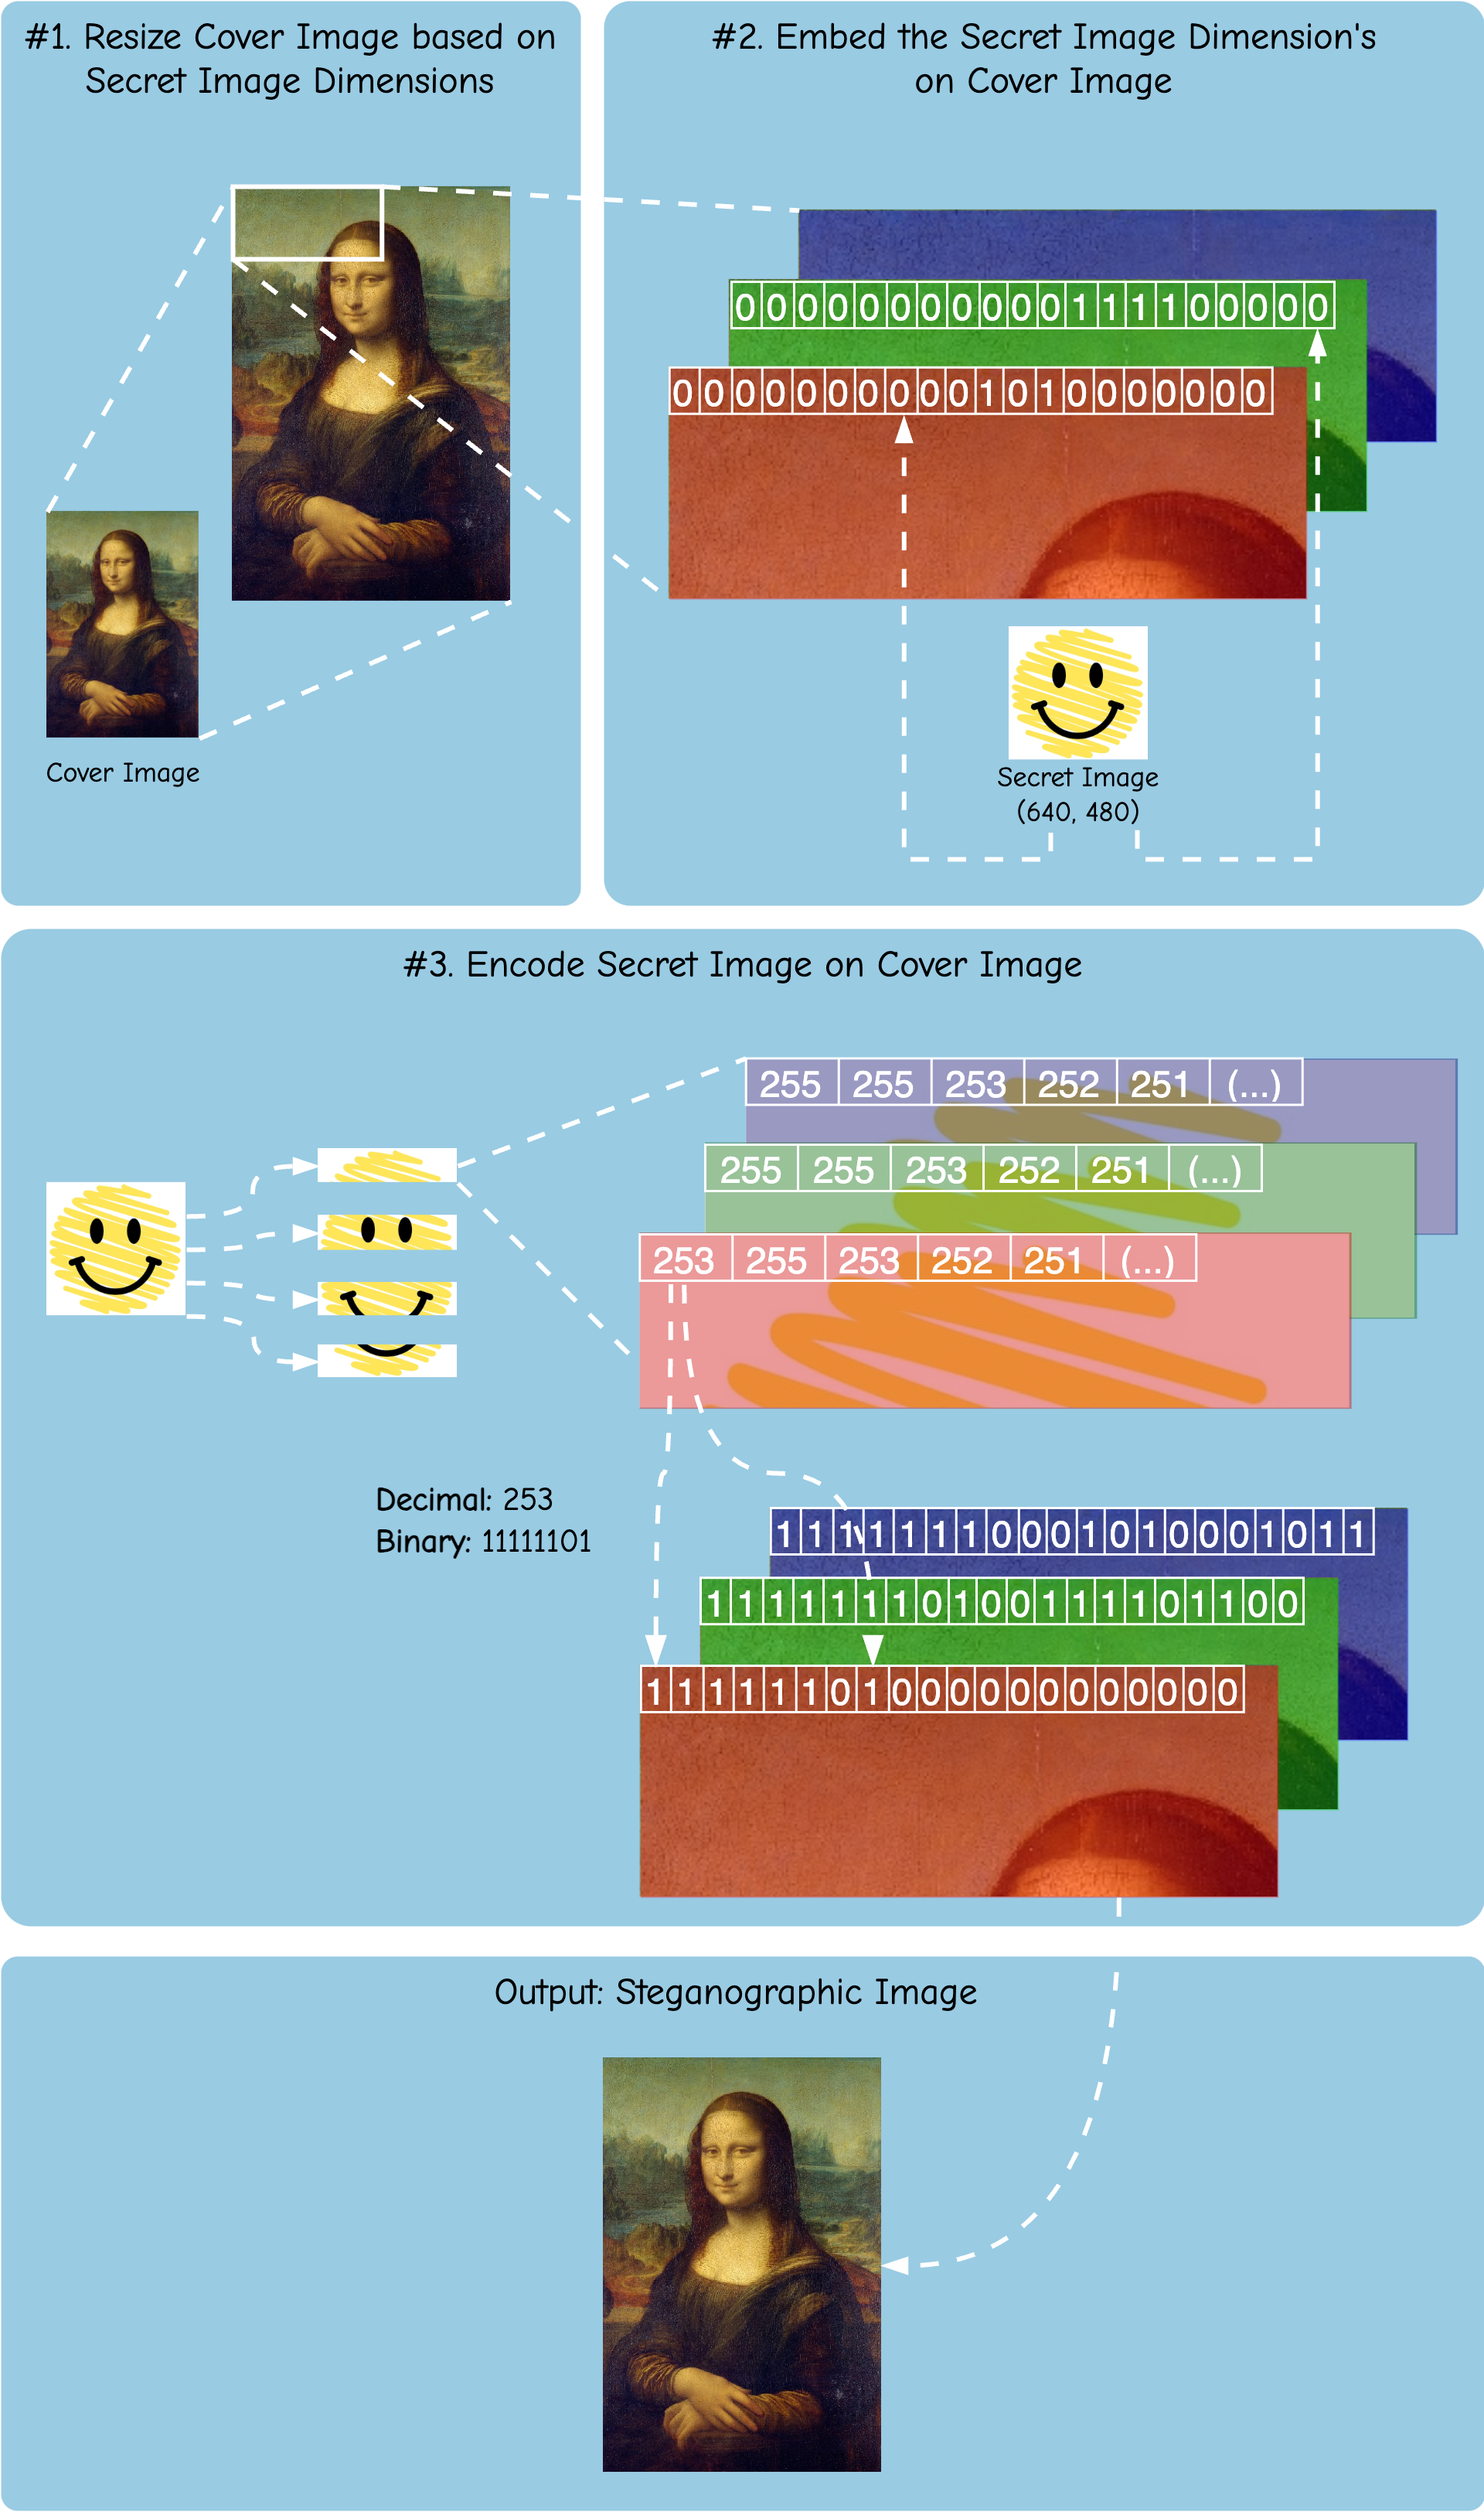 #1. Resize Cover Image based on
Secret Image Dimensions
Cover Image
#2. Embed the Secret Image Dimension's
on Cover Image
0 0 0 0 0 0 0 0 0 0 0 1 1 1 1 0 0 0 0 0
0 0 0 0 0 0 0 0 0 0 1 0 1 0 0 0 0 0 0 0
Secret Image
(640, 480)
#3. Encode Secret Image on Cover Image
255 255 253 252 251 (...)
255 255 253 252 251 (...)
253 255 253 252 251 (...)
Decimal: 253
Binary: 11111101
1 1 1 1 1 1 1 0 0 0 1 0 1 0 0 0 1 0 1 1
1 1 1 1 1 1 1 0 1 0 0 1 1 1 1 0 1 1 0 0
1 1 1 1 1 1 0 1 0 0 0 0 0 0 0 0 0 0 0 0
Output: Steganographic Image